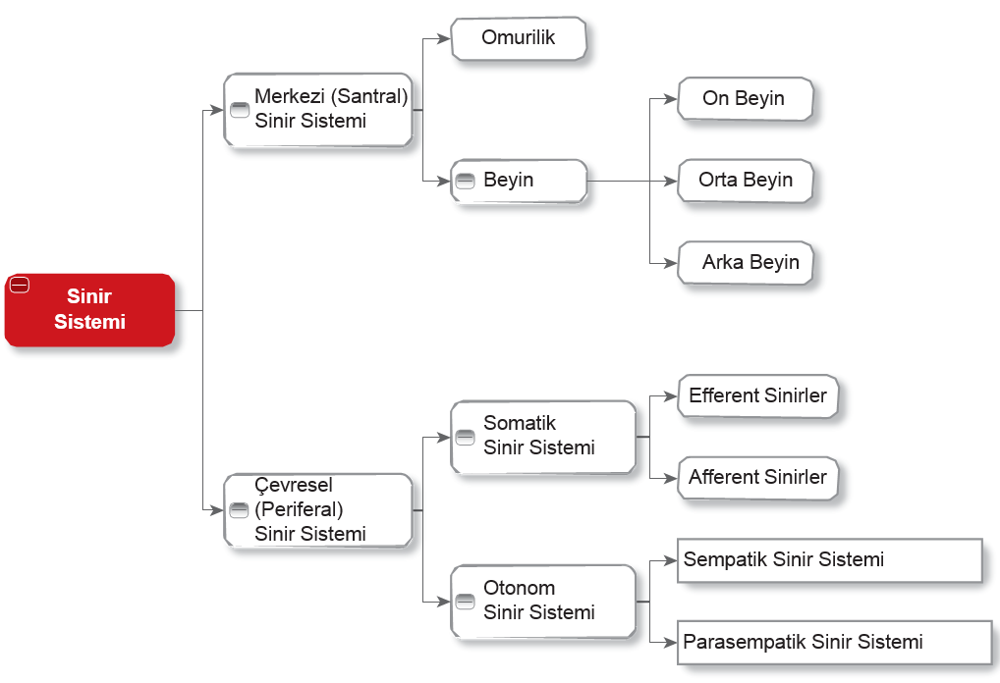 Sinir
Sistemi
Merkezi (Santral)
Sinir Sistemi
Omurilik
Beyin
On Beyin
Orta Beyin
Arka Beyin
Çevresel
(Periferal)
Sinir Sistemi
Somatik
Sinir Sistemi
Efferent Sinirler
Afferent Sinirler
Otonom
Sinir Sistemi
Sempatik Sinir Sistemi
Parasempatik Sinir Sistemi